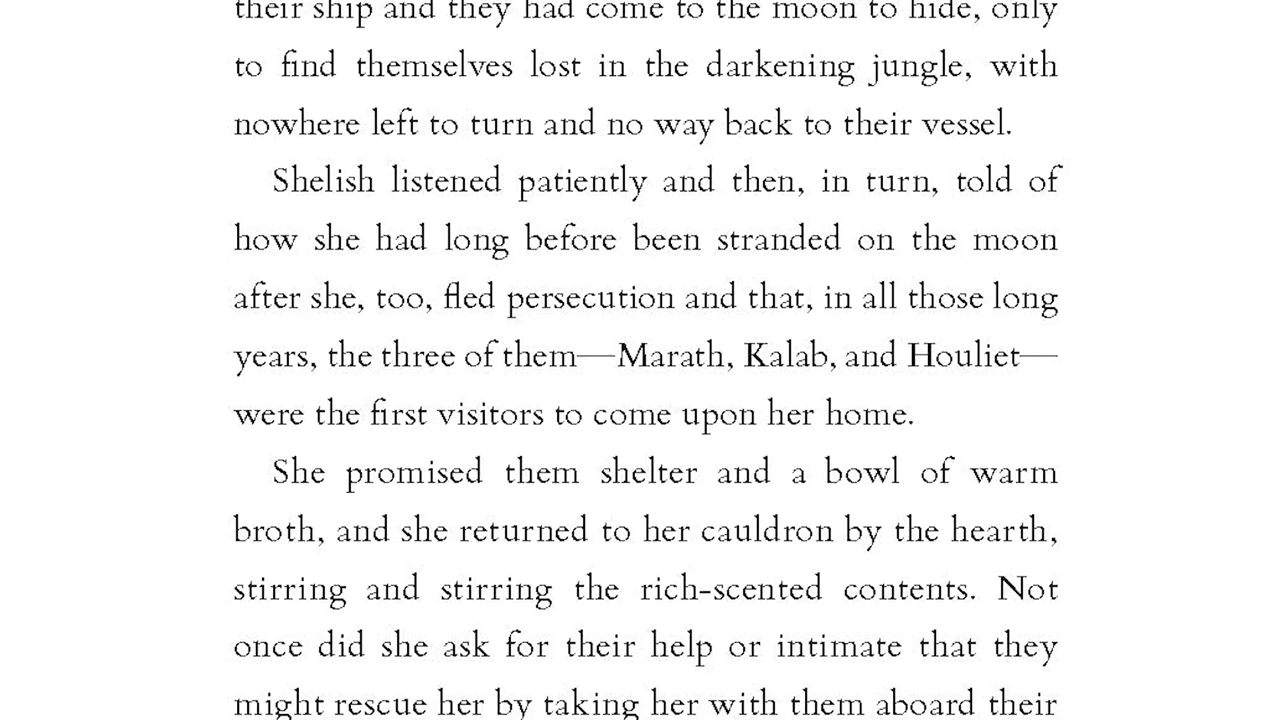 their ship and they had come to the moon to hide, only
to find themselves lost in the darkening jungle, with
nowhere left to turn and no way back to their vessel.
Shelish listened patiently and then, in turn, told of
how she had long before been stranded on the moon
after she, too, fled persecution and that, in all those long
years, the three of them—Marath, Kalab, and Houliet—
were the first visitors to come upon her home.
She promised them shelter and a bowl of warm
broth, and she returned to her cauldron by the hearth,
stirring and stirring the rich-scented contents. Not
once did she ask for their help or intimate that they
might rescue her by taking her with them aboard their